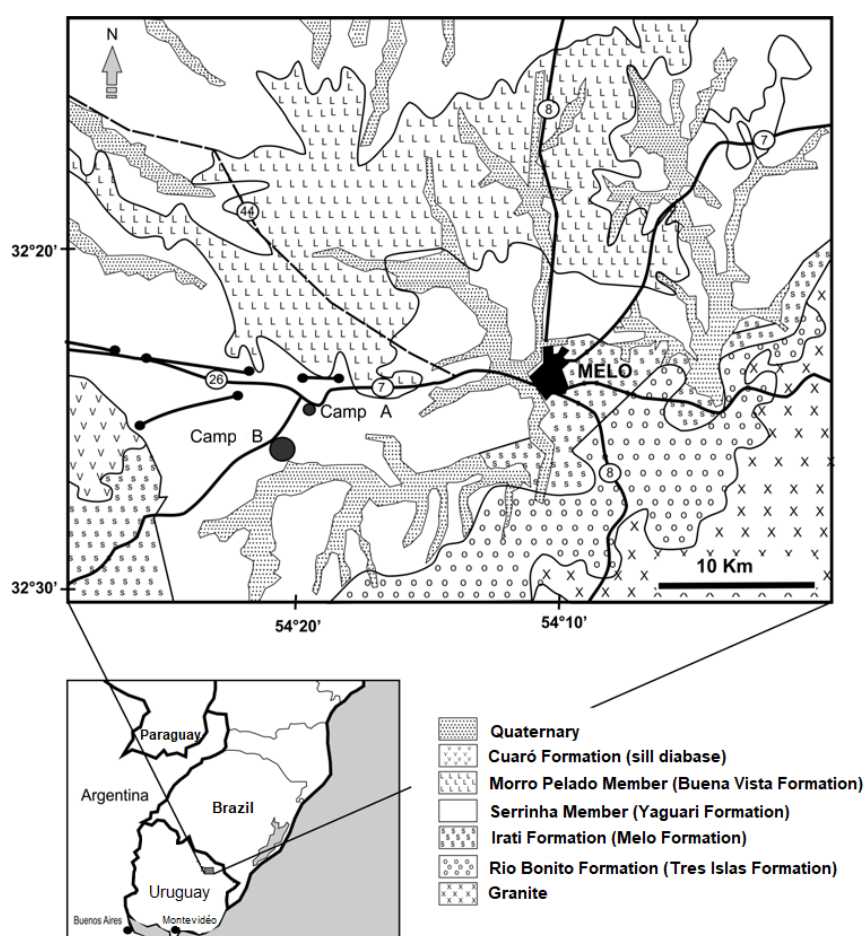 N
8
7
44
32°20'
MELO
26
7
Camp A
Camp B
8
10 Km
32°30'
54°20'
54°10'
Paraguay
Argentina
Brazil
Uruguay
Buenos Aires
Montevidéo
Quaternary
Cuaró Formation (sill diabase)
Morro Pelado Member (Buena Vista Formation)
Serrinha Member (Yaguari Formation)
Irati Formation (Melo Formation)
Rio Bonito Formation (Tres Islas Formation)
Granite